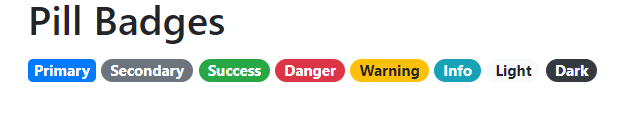 Pill Badges
Primary Secondary Success Danger Warning Info Light Dark